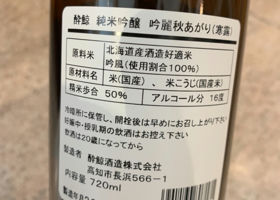 酔鯨 純米吟醸 吟麗秋あがり(寒露)
原料米 北海道産酒造好適米
吟風(使用割合100%)
原材料名 米(国産)、米こうじ(国産米)
精米歩合 50% アルコール分 16度
冷暗所に保管し、開栓後は早めにお召し上がり下さい
妊娠中・授乳期の飲酒はお控え下さい
飲酒は20歳になってから
製造者 酔鯨酒造株式会社
高知市長浜566-1
内容量 720ml
製造年月